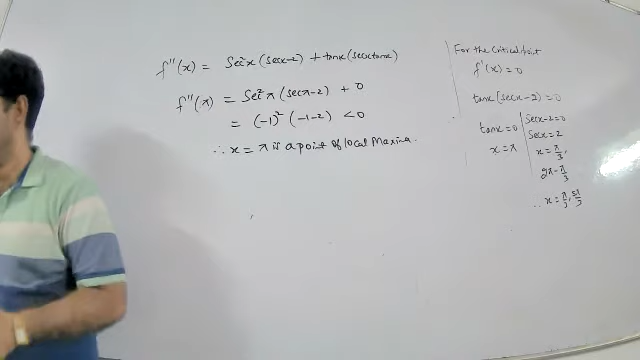 f''(x) = Sec²x (Secx-2) + tanx (Secxtanx)
f''(π) = Sec²π (Secπ-2) + 0
= (-1)² (-1-2) < 0
∴ x = π is a point of local Maxima.
For the Critical point
f'(x) = 0
tanx (Secx-2) = 0
tanx = 0
x = π
Secx-2 = 0
Secx = 2
x = π/3,
2π - π/3
∴ x = π/3, 5π/3